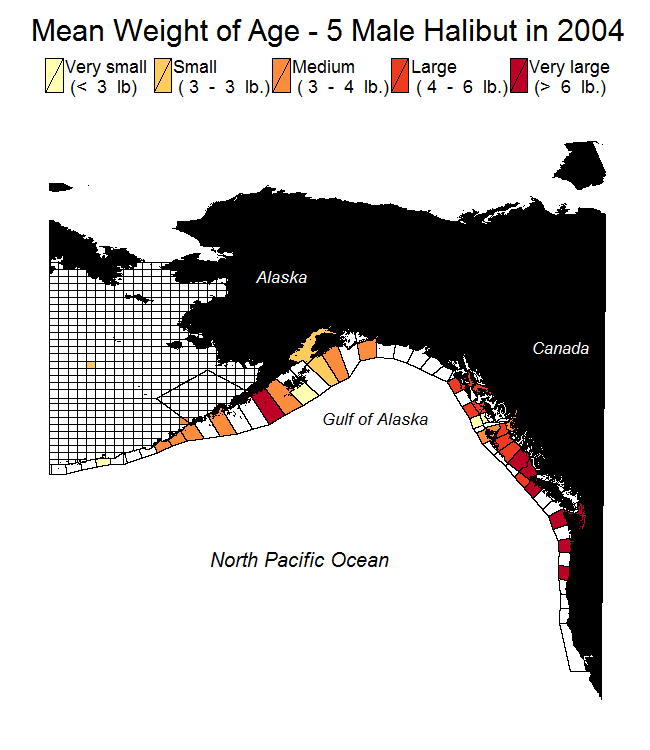 Mean Weight of Age - 5 Male Halibut in 2004
Very small Small Medium Large Very large
(< 3 lb) ( 3 - 3 lb.) ( 3 - 4 lb.) ( 4 - 6 lb.) (> 6 lb.)
Alaska
Canada
Gulf of Alaska
North Pacific Ocean